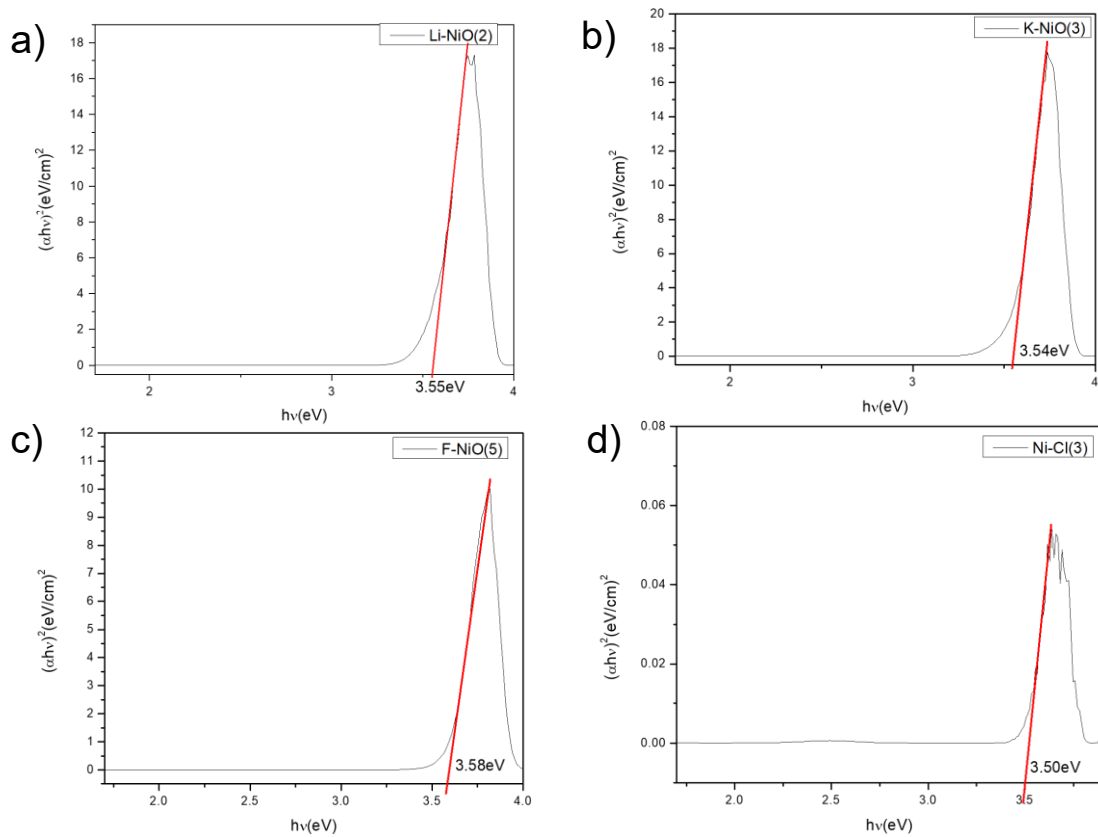 a)
Li-NiO(2)
18
16
14
12
10
8
6
4
2
0
(αhν)²(eV/cm)²
2
3
3.55eV
4
hν(eV)
b)
K-NiO(3)
20
18
16
14
12
10
8
6
4
2
0
(αhν)²(eV/cm)²
3.54eV
2
3
4
hν(eV)
c)
F-NiO(5)
12
11
10
9
8
7
6
5
4
3
2
1
0
(αhν)²(eV/cm)²
3.58eV
2.0
2.5
3.0
3.5
4.0
hν(eV)
d)
Ni-Cl(3)
0.08
0.06
0.04
0.02
0.00
(αhν)²(eV/cm)²
3.50eV
2.0
2.5
3.0
3.5
hν(eV)